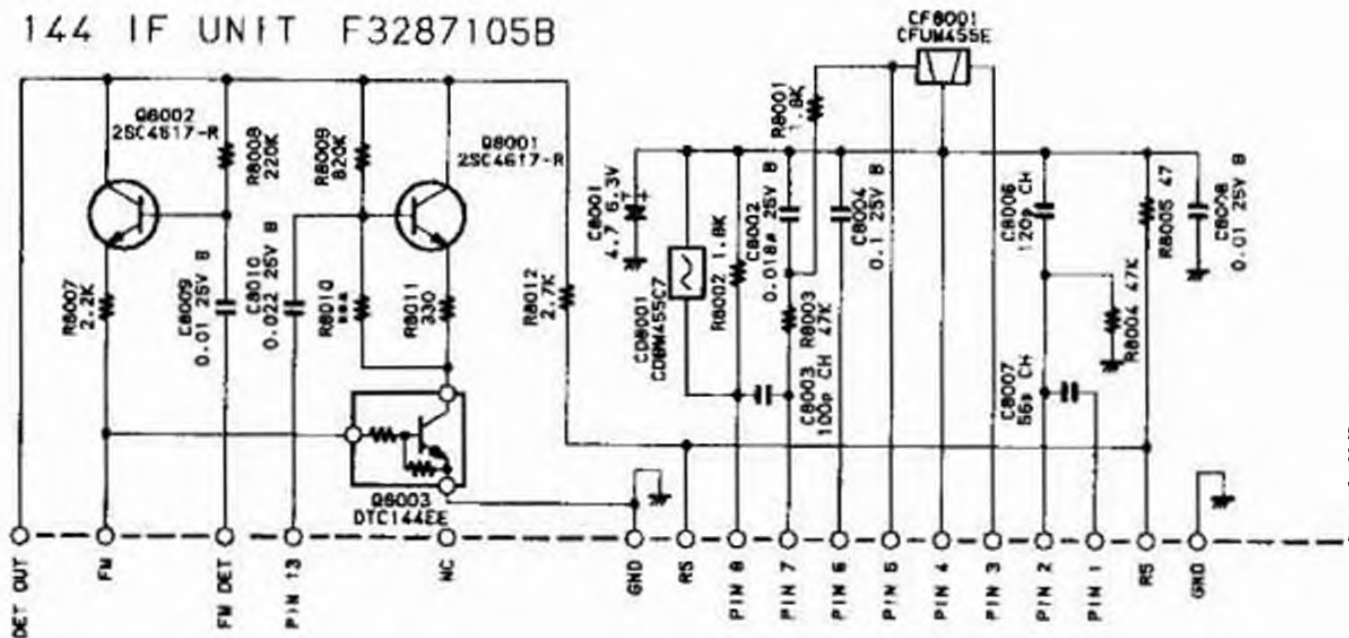 144 IF UNIT F3287105B
CF8001
CFUM455E
Q8002
2SC4617-R
R8008
220K
R8009
820K
Q8001
2SC4617-R
R8001
1.8K
C8001
4.7 6.3V
CD8001
CDBM455C7
R8002 1.8K
C8002
0.018µ 25V B
R8003
47K
C8003
100p CH
C8004
0.1 25V B
C8006
120p CH
R8004 47K
C8007
56p CH
R8005 47
C8008
0.01 25V B
R8007
2.2K
C8009
0.01 25V B
C8010
0.022 25V B
R8010
R8011
330
R8012
2.7K
Q8003
DTC144EE
DET OUT
FM
FM DET
PIN 13
NC
GND
R5
PIN 8
PIN 7
PIN 6
PIN 5
PIN 4
PIN 3
PIN 2
PIN 1
R5
GND